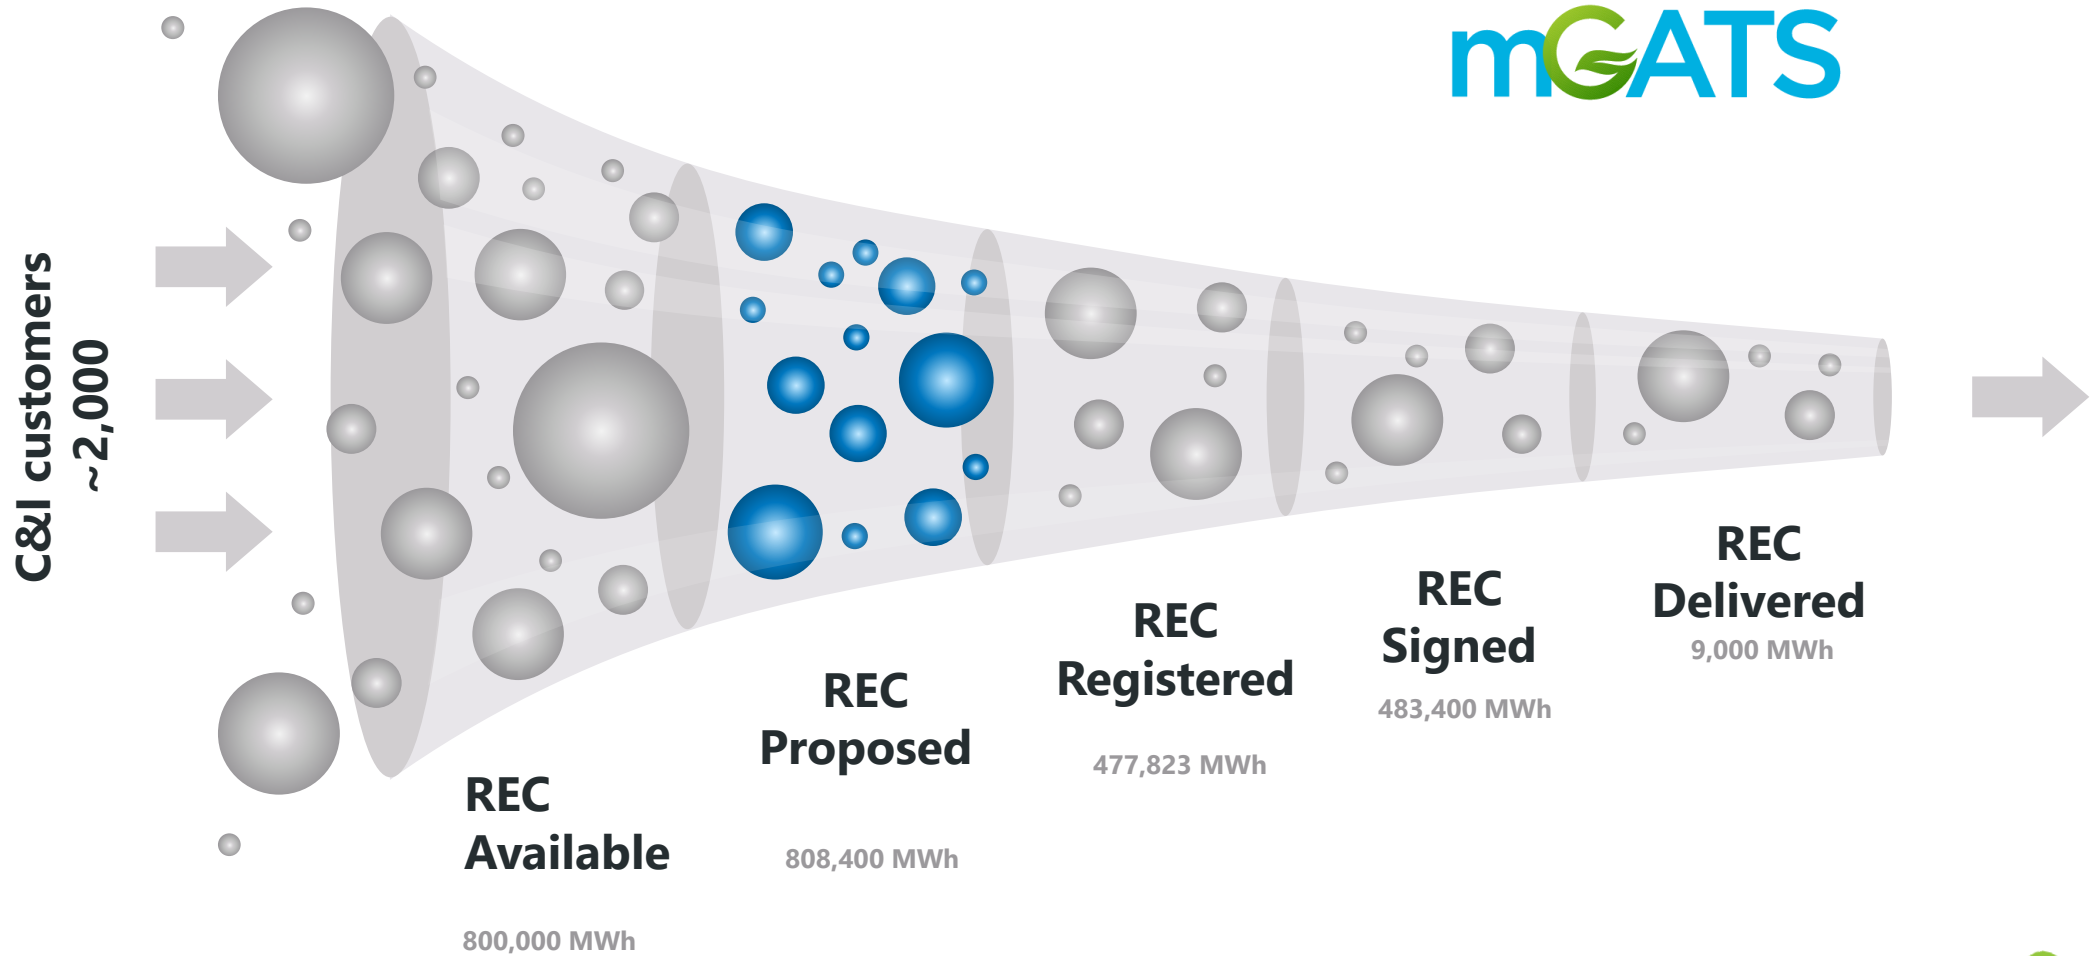 mGATS
C&I customers
~2,000
REC
Available
800,000 MWh
REC
Proposed
808,400 MWh
REC
Registered
477,823 MWh
REC
Signed
483,400 MWh
REC
Delivered
9,000 MWh